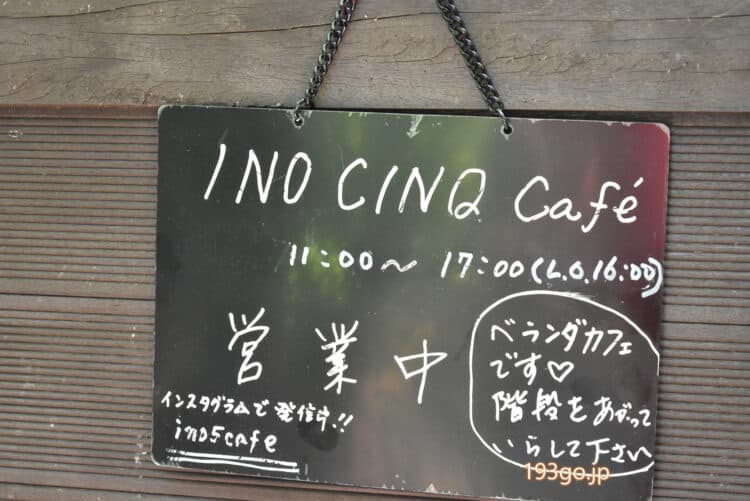 INO CINQ Café
11:00～17:00(L.O.16:00)
営業中
インスタグラムで発信中!!
ino5cafe
ベランダカフェ
です♡
階段をあがって
いらして下さい
193go.jp